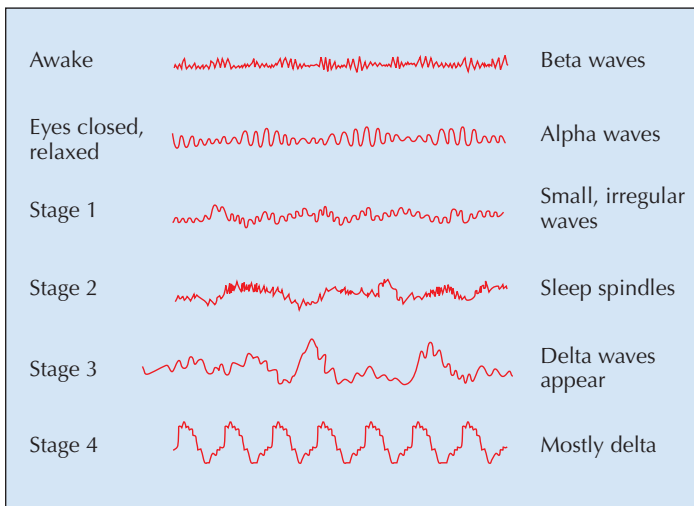 Awake
Beta waves
Eyes closed,
relaxed
Alpha waves
Stage 1
Small, irregular
waves
Stage 2
Sleep spindles
Stage 3
Delta waves
appear
Stage 4
Mostly delta